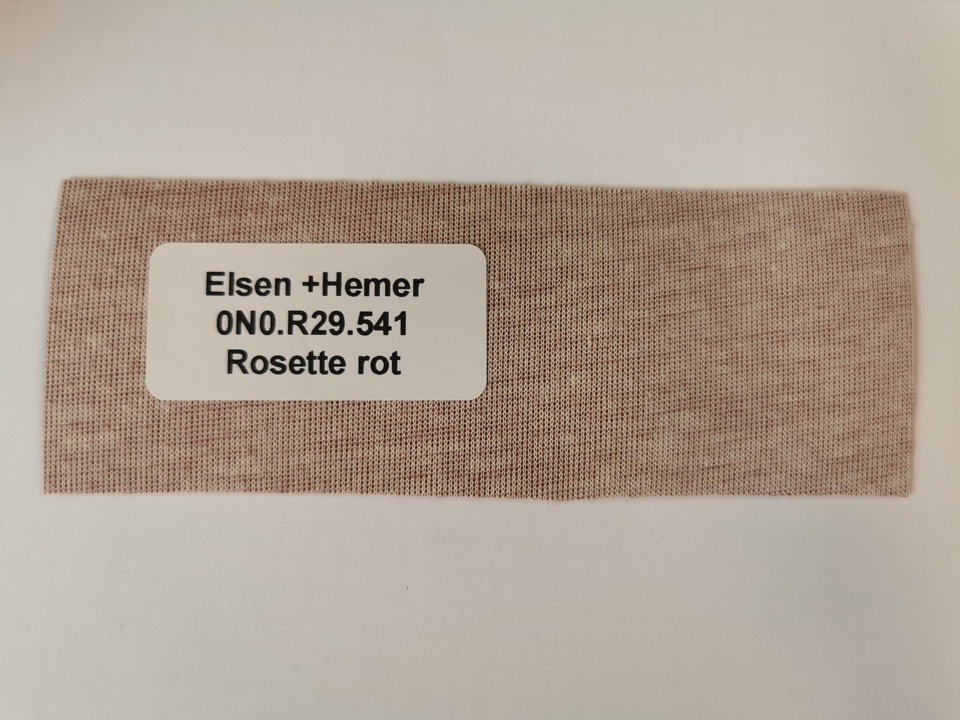 Elsen +Hemer
0N0.R29.541
Rosette rot